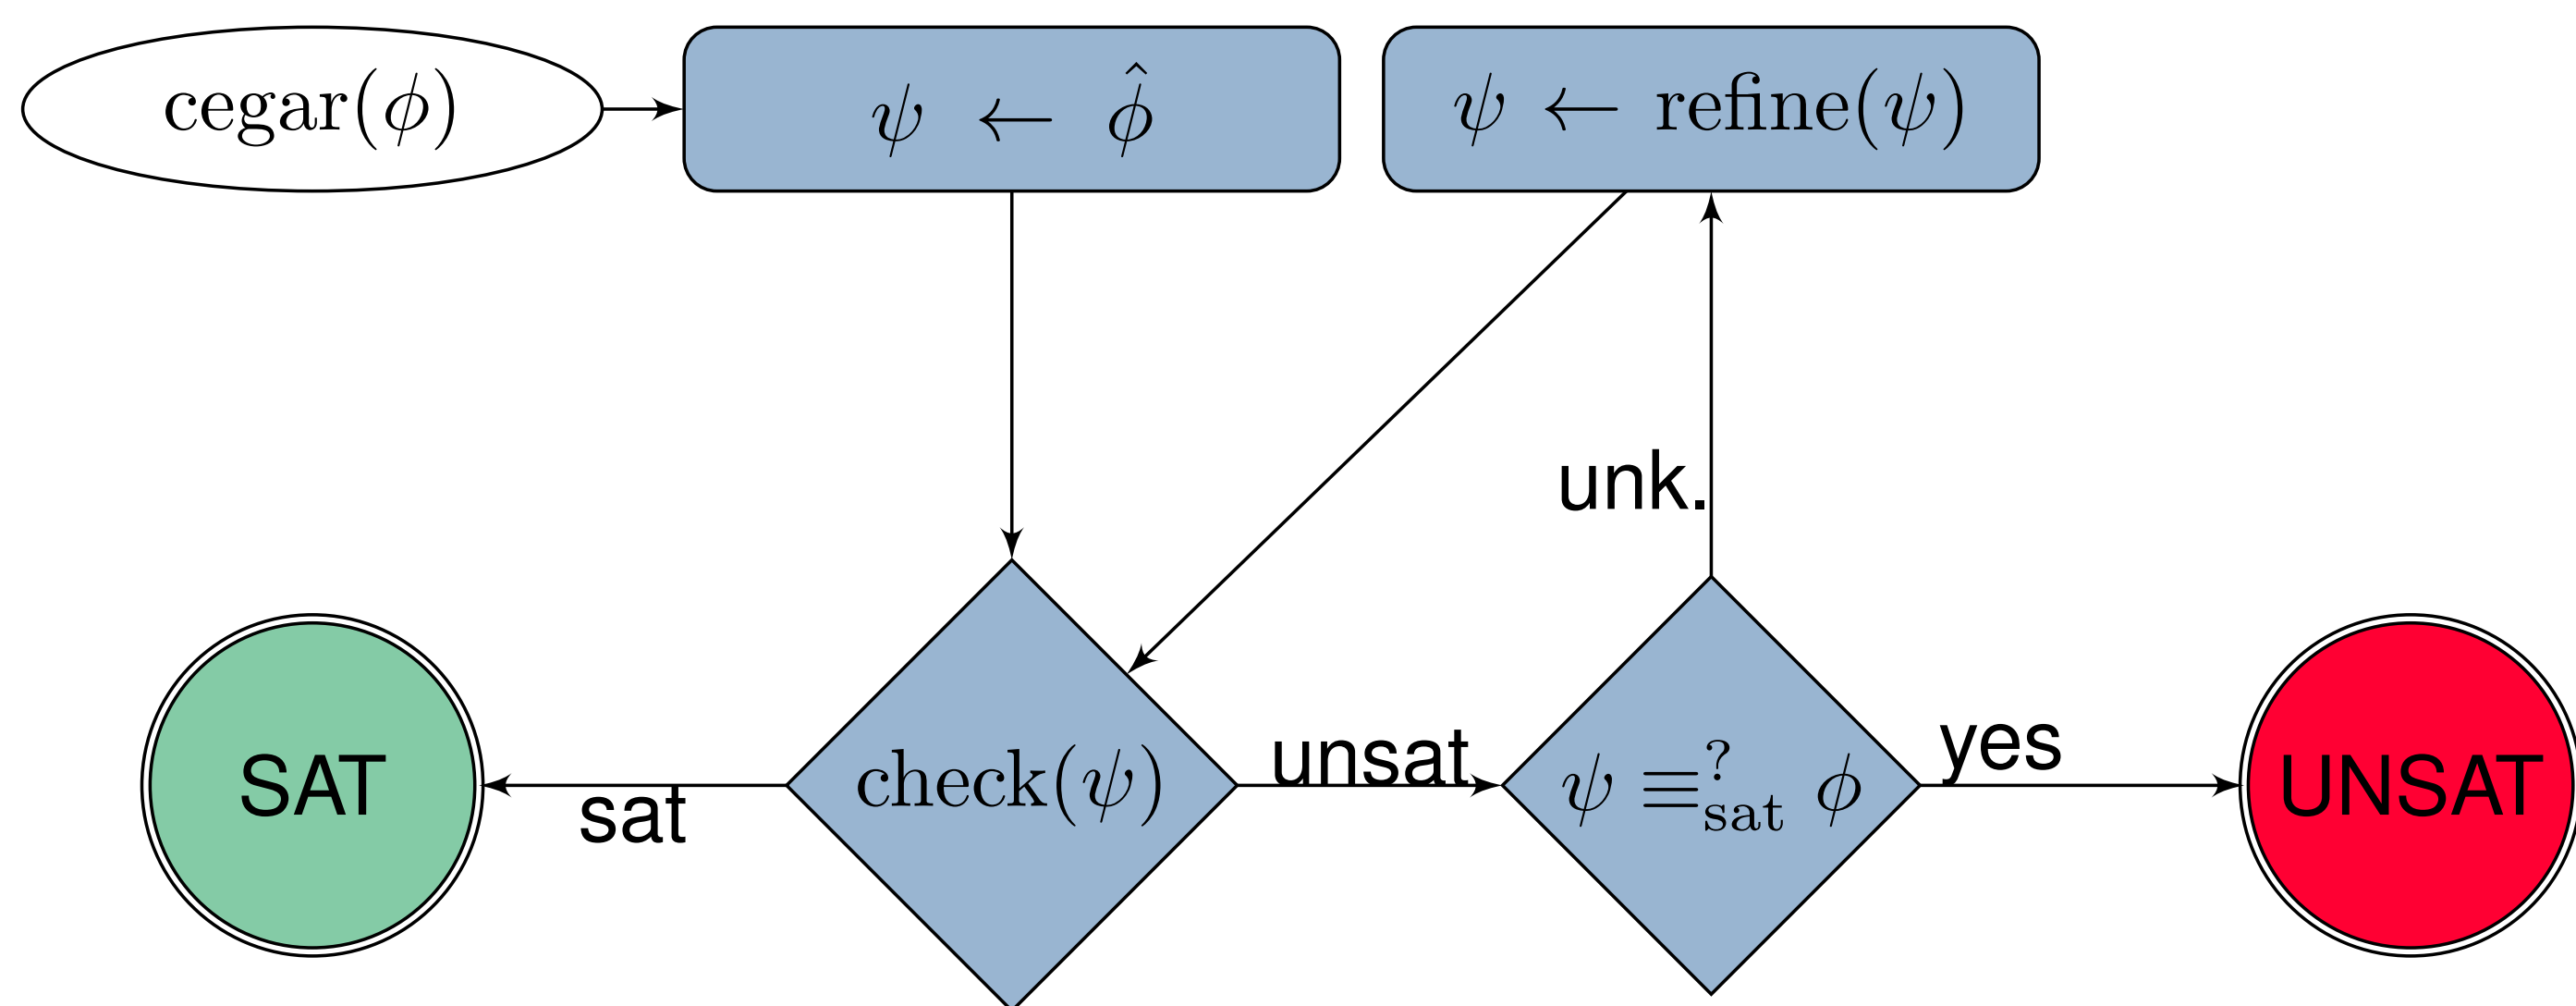 cegar(ϕ)
ψ ← ϕ̂
ψ ← refine(ψ)
unk.
SAT
sat
check(ψ)
unsat
ψ ≡?sat ϕ
yes
UNSAT